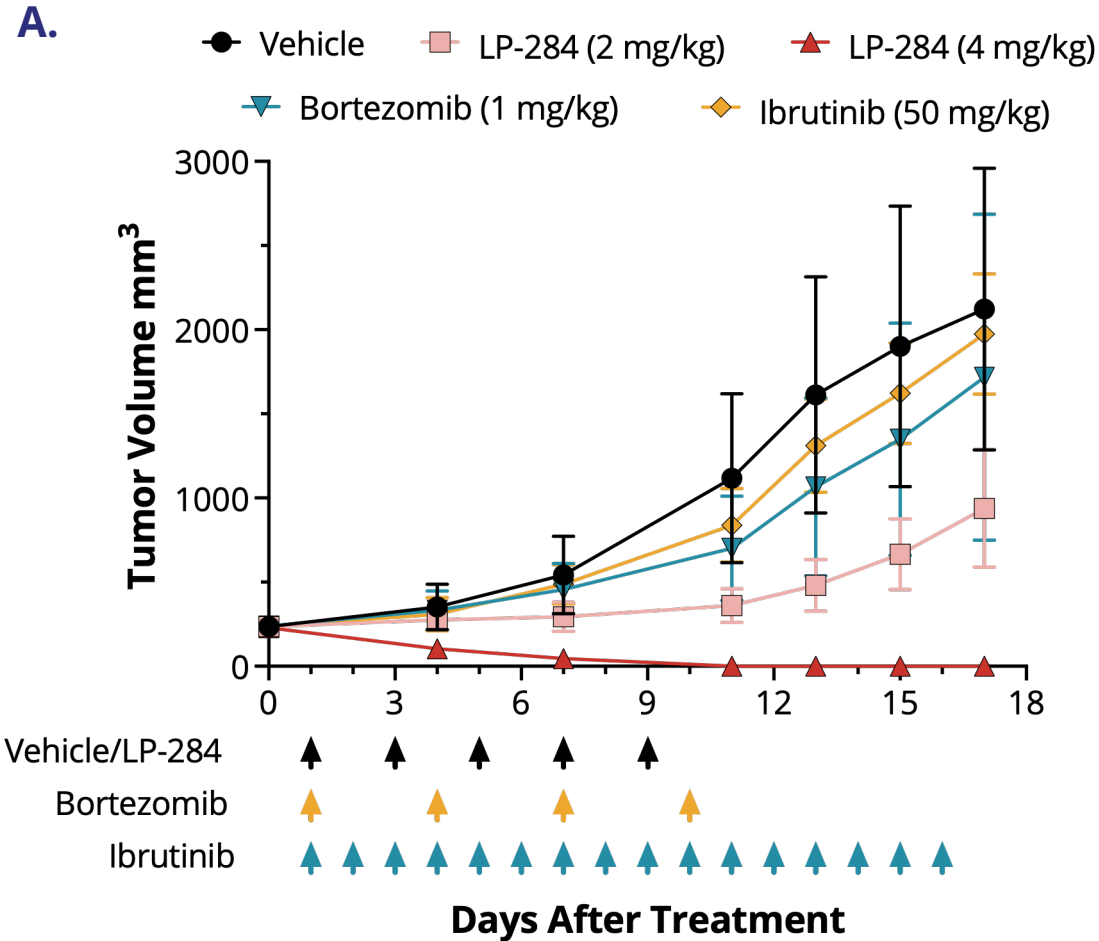 A.
Vehicle LP-284 (2 mg/kg) LP-284 (4 mg/kg)
Bortezomib (1 mg/kg) Ibrutinib (50 mg/kg)
Tumor Volume mm³
3000
2000
1000
0
0 3 6 9 12 15 18
Vehicle/LP-284
Bortezomib
Ibrutinib
Days After Treatment